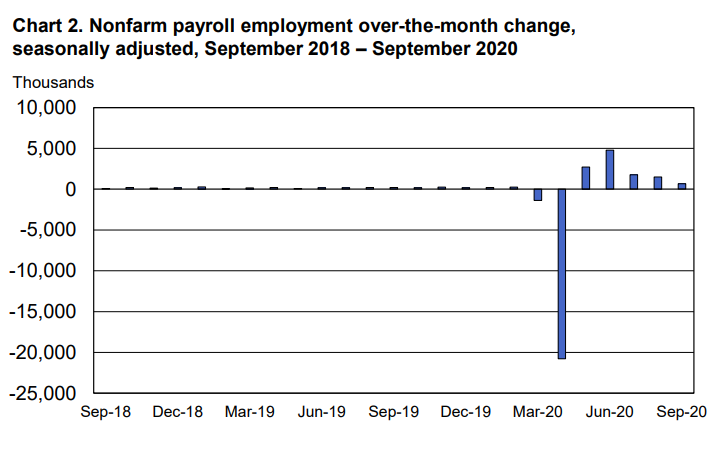 Chart 2. Nonfarm payroll employment over-the-month change,
seasonally adjusted, September 2018 – September 2020
Thousands
10,000
5,000
0
-5,000
-10,000
-15,000
-20,000
-25,000
Sep-18 Dec-18 Mar-19 Jun-19 Sep-19 Dec-19 Mar-20 Jun-20 Sep-20